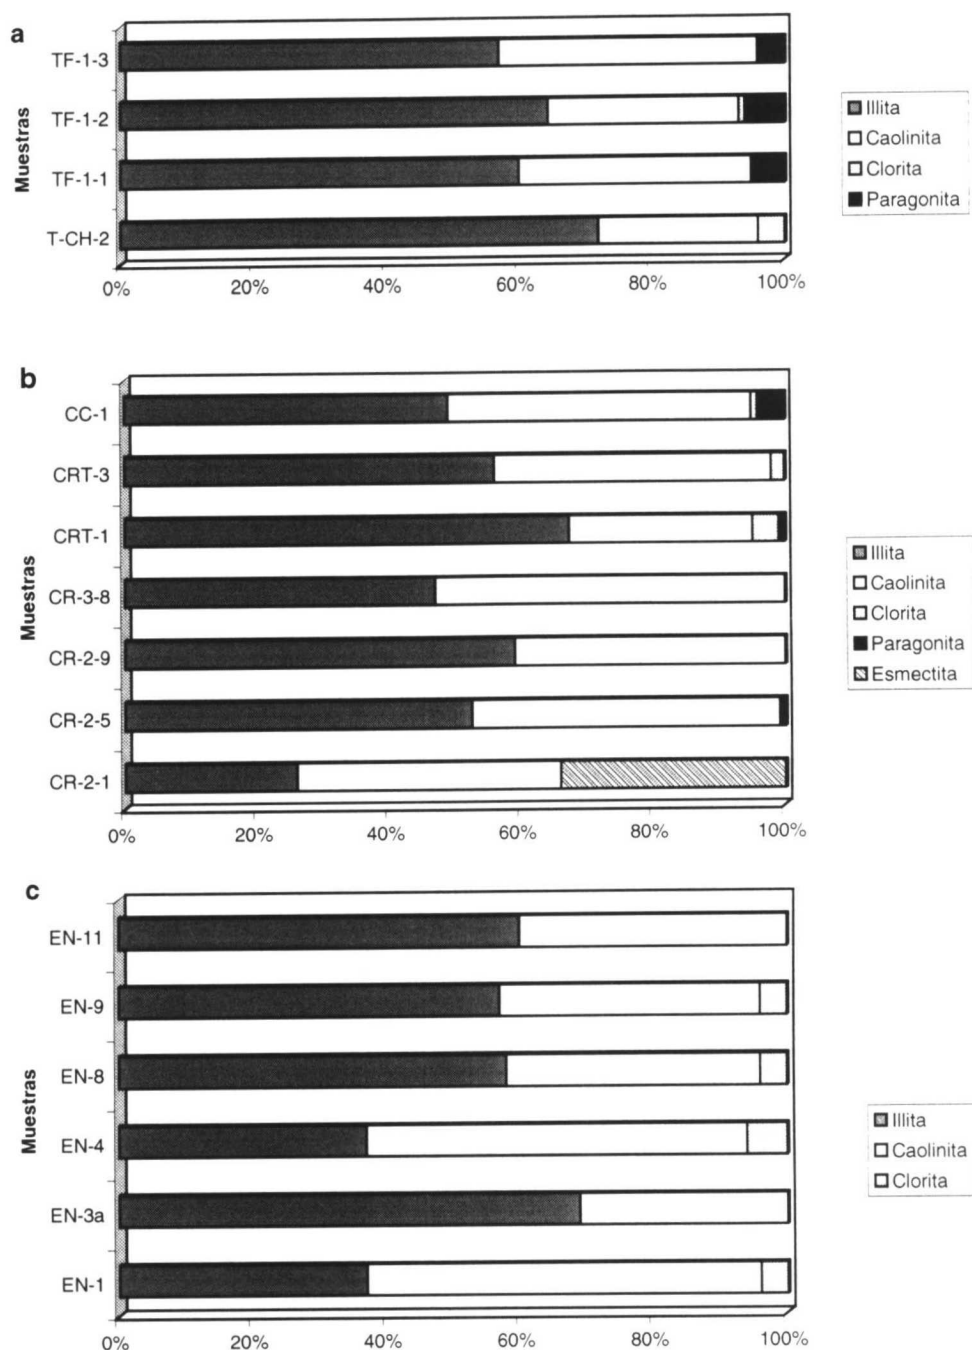 a
Muestras
TF-1-3
TF-1-2
TF-1-1
T-CH-2
0% 20% 40% 60% 80% 100%
Illita
Caolinita
Clorita
Paragonita
b
Muestras
CC-1
CRT-3
CRT-1
CR-3-8
CR-2-9
CR-2-5
CR-2-1
0% 20% 40% 60% 80% 100%
Illita
Caolinita
Clorita
Paragonita
Esmectita
c
Muestras
EN-11
EN-9
EN-8
EN-4
EN-3a
EN-1
0% 20% 40% 60% 80% 100%
Illita
Caolinita
Clorita